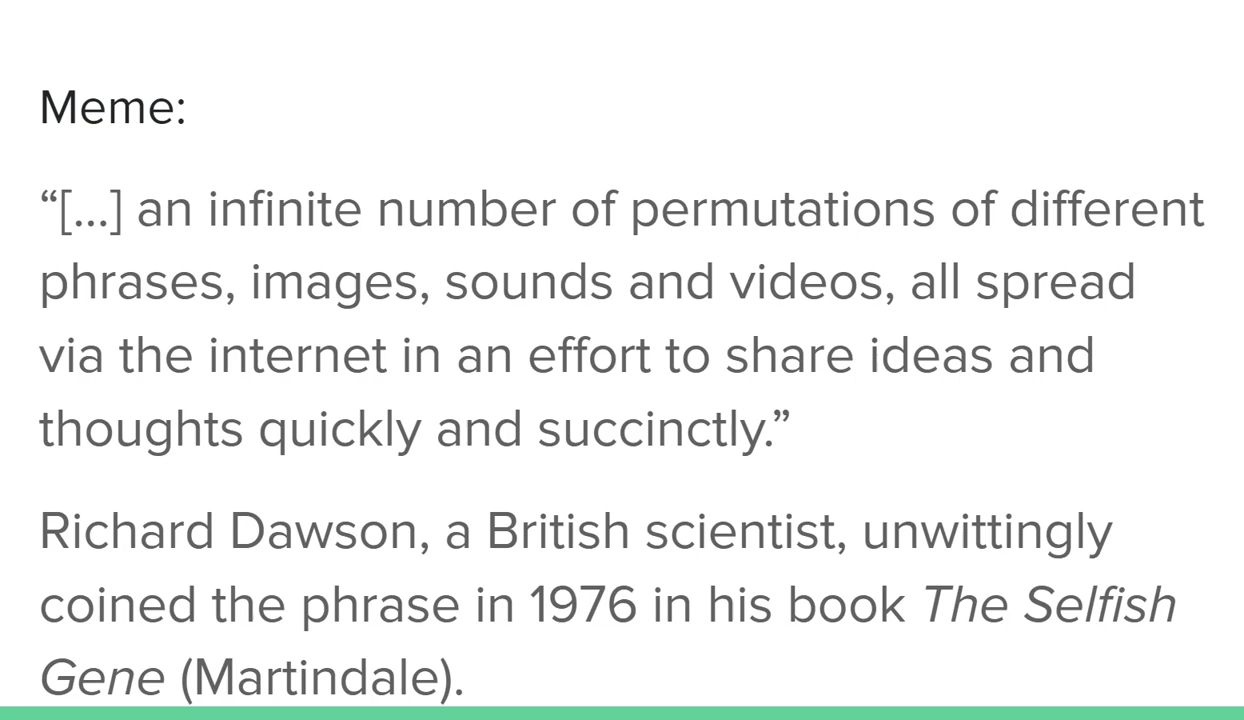 Meme:
“[...] an infinite number of permutations of different
phrases, images, sounds and videos, all spread
via the internet in an effort to share ideas and
thoughts quickly and succinctly.”
Richard Dawson, a British scientist, unwittingly
coined the phrase in 1976 in his book The Selfish
Gene (Martindale).